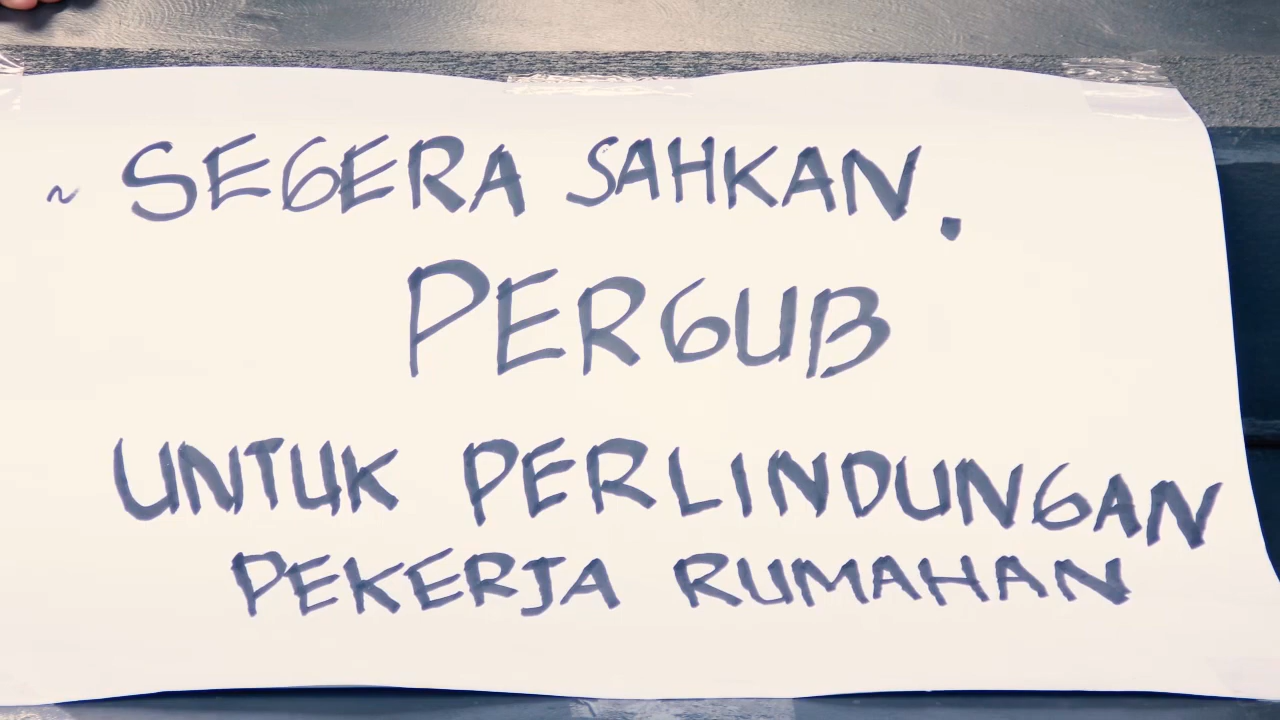 ~ SEGERA SAHKAN.
PERGUB
UNTUK PERLINDUNGAN
PEKERJA RUMAHAN